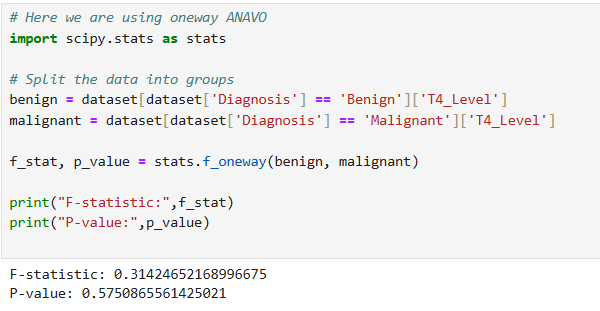 # Here we are using oneway ANAVO
import scipy.stats as stats
# Split the data into groups
benign = dataset[dataset['Diagnosis'] == 'Benign']['T4_Level']
malignant = dataset[dataset['Diagnosis'] == 'Malignant']['T4_Level']
f_stat, p_value = stats.f_oneway(benign, malignant)
print("F-statistic:",f_stat)
print("P-value:",p_value)
F-statistic: 0.31424652168996675
P-value: 0.5750865561425021